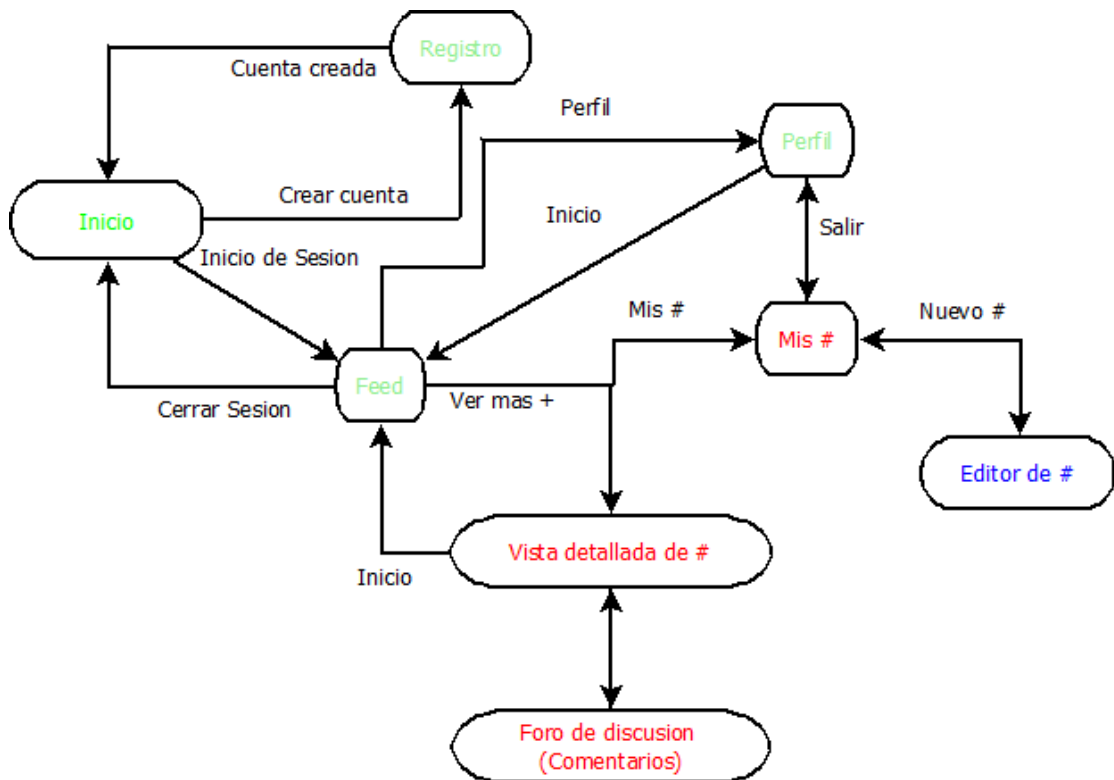 Registro
Cuenta creada
Perfil
Perfil
Crear cuenta
Inicio
Inicio
Salir
Inicio de Sesion
Mis #
Nuevo #
Mis #
Feed
Ver mas +
Cerrar Sesion
Editor de #
Vista detallada de #
Inicio
Foro de discusion
(Comentarios)